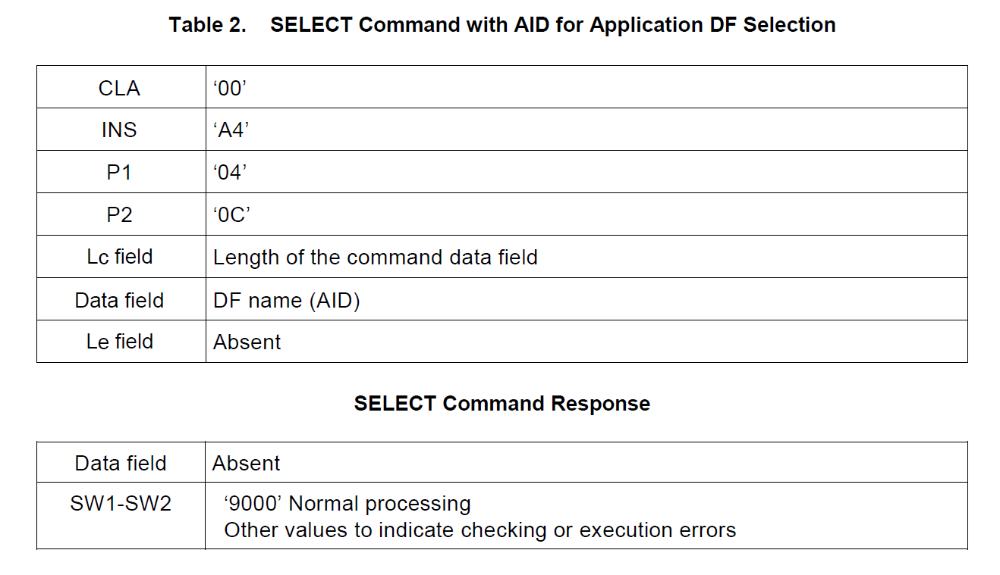 Table 2. SELECT Command with AID for Application DF Selection
CLA ‘00’
INS ‘A4’
P1 ‘04’
P2 ‘0C’
Lc field Length of the command data field
Data field DF name (AID)
Le field Absent
SELECT Command Response
Data field Absent
SW1-SW2 ‘9000’ Normal processing
Other values to indicate checking or execution errors